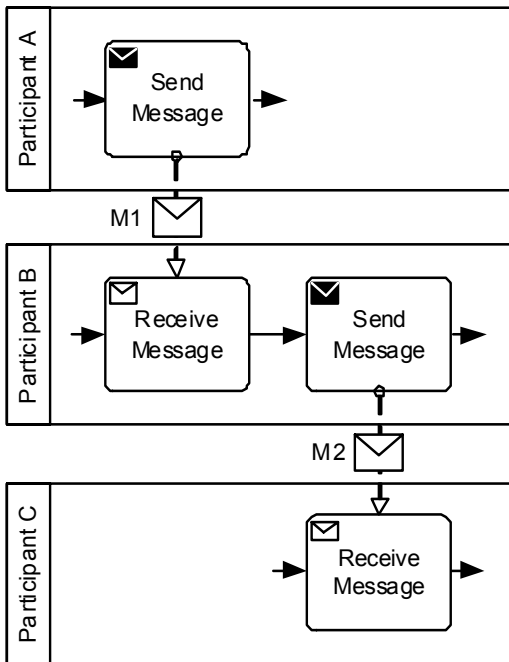 Participant A
Send
Message
M1
Participant B
Receive
Message
Send
Message
M2
Participant C
Receive
Message